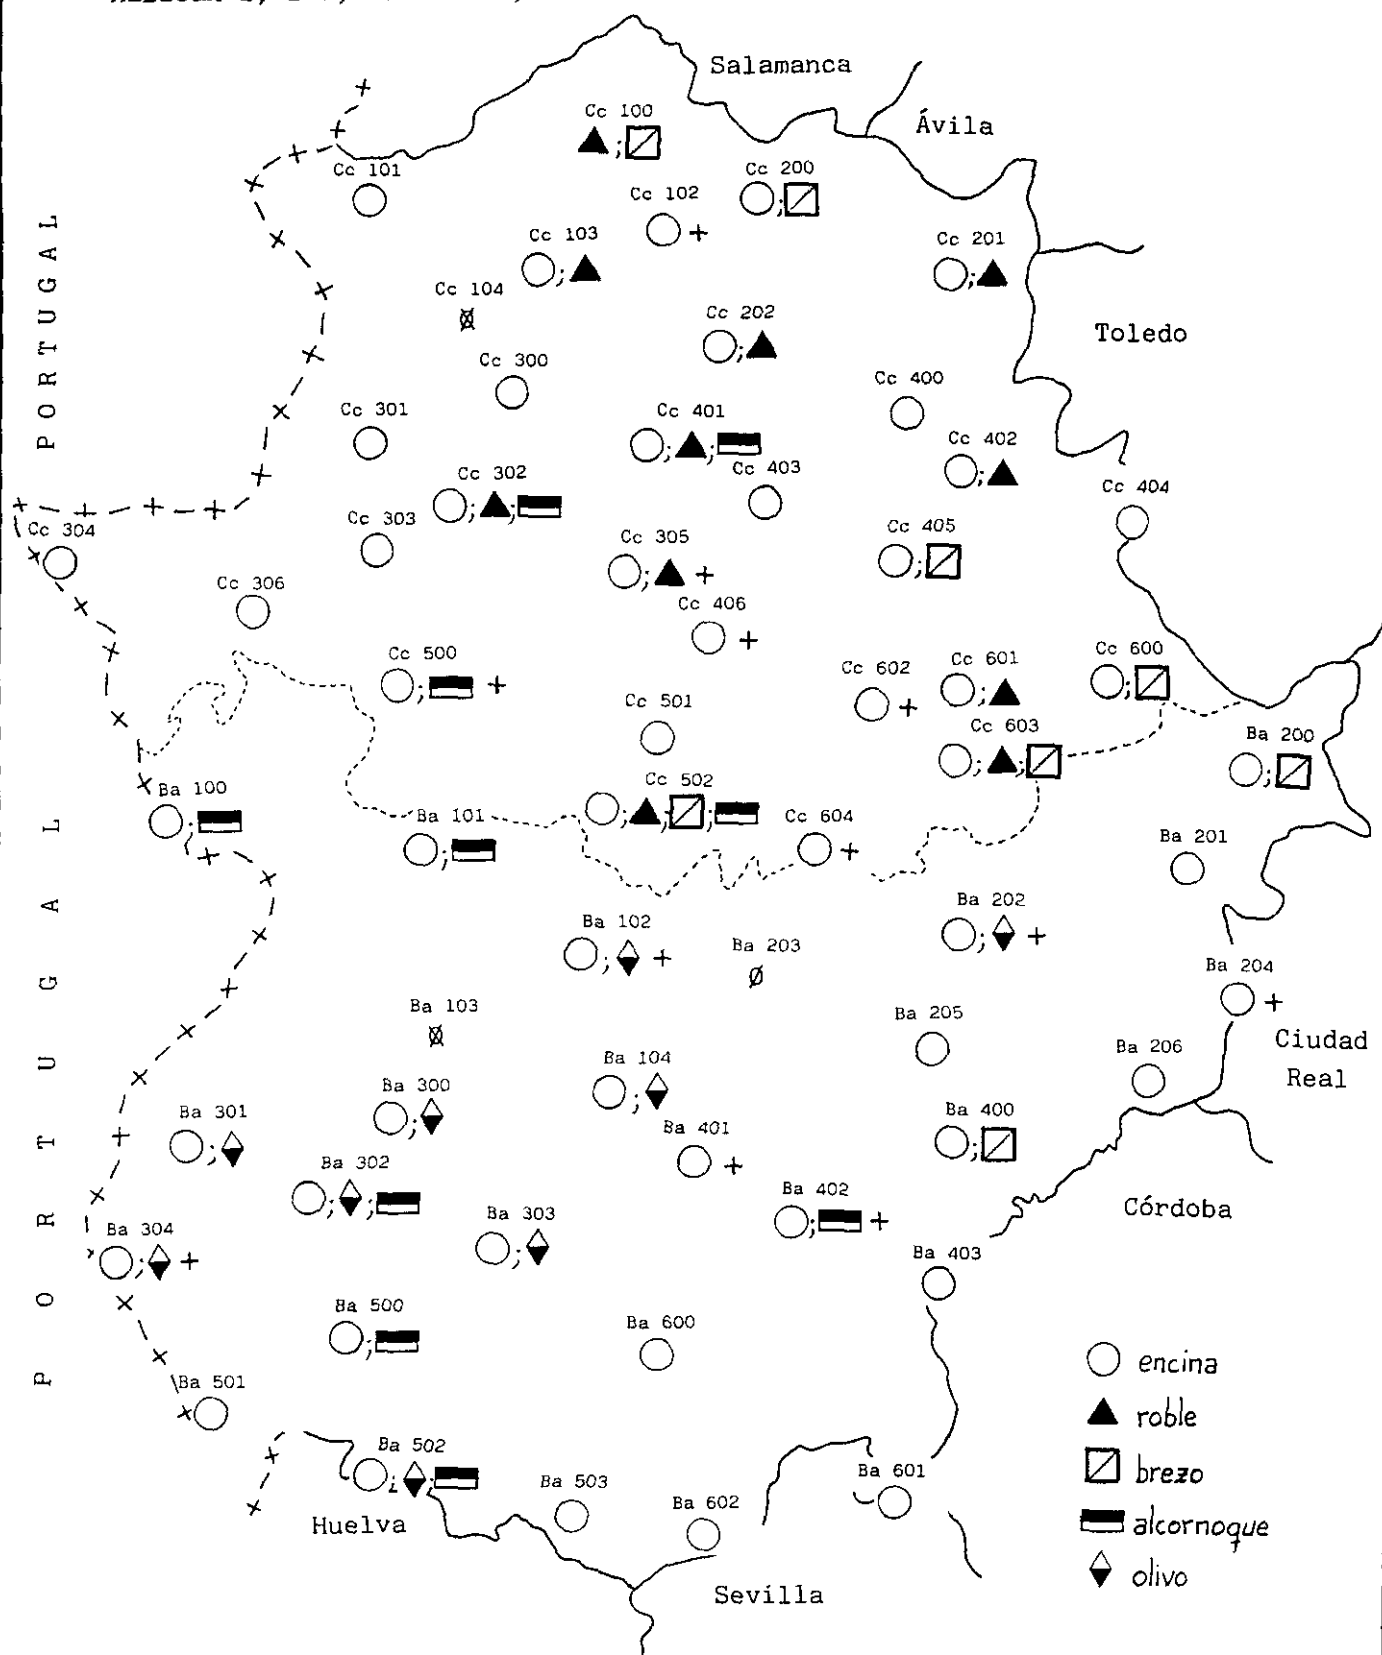 Salamanca
Ávila
Cc 100
Cc 101
Cc 200
Cc 102
Cc 103
Cc 201
Cc 104
Cc 202
Toledo
Cc 300
Cc 400
Cc 301
Cc 401
Cc 402
Cc 302
Cc 403
Cc 404
Cc 303
Cc 304
Cc 405
Cc 305
Cc 306
Cc 406
Cc 500
Cc 602
Cc 601
Cc 600
Cc 501
Cc 603
Ba 200
Ba 100
Cc 502
Ba 101
Cc 604
Ba 201
Ba 102
Ba 202
Ba 203
Ba 204
Ba 103
Ba 205
Ciudad
Real
Ba 104
Ba 206
Ba 300
Ba 301
Ba 400
Ba 401
Ba 302
Ba 402
Córdoba
Ba 303
Ba 304
Ba 403
Ba 500
Ba 600
Ba 501
Ba 502
Ba 503
Ba 601
Ba 602
Huelva
Sevilla
PORTUGAL
PORTUGAL
encina
roble
brezo
alcornoque
olivo